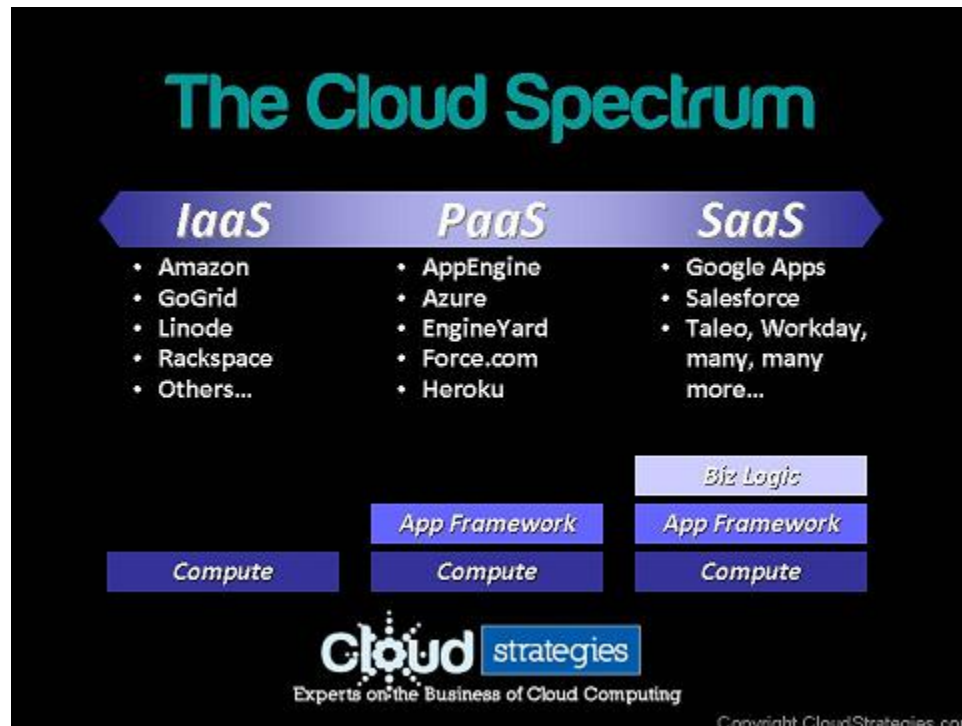 The Cloud Spectrum
IaaS
PaaS
SaaS
• Amazon
• GoGrid
• Linode
• Rackspace
• Others...
• AppEngine
• Azure
• EngineYard
• Force.com
• Heroku
• Google Apps
• Salesforce
• Taleo, Workday,
many, many
more...
Biz Logic
App Framework
App Framework
Compute
Compute
Compute
Cloud strategies
Experts on the Business of Cloud Computing
Copyright CloudStrategies.co